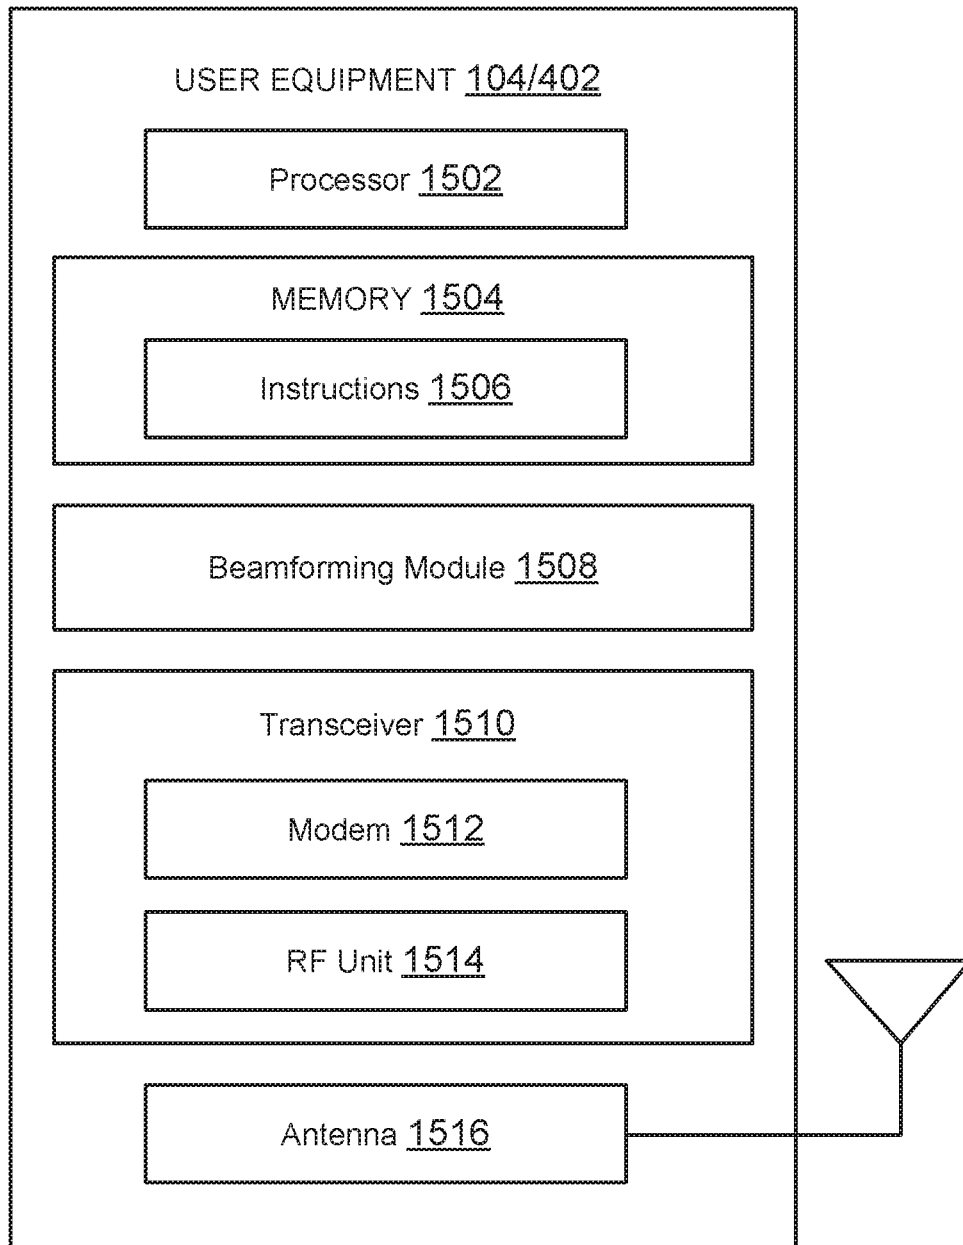 USER EQUIPMENT 104/402
Processor 1502
MEMORY 1504
Instructions 1506
Beamforming Module 1508
Transceiver 1510
Modem 1512
RF Unit 1514
Antenna 1516